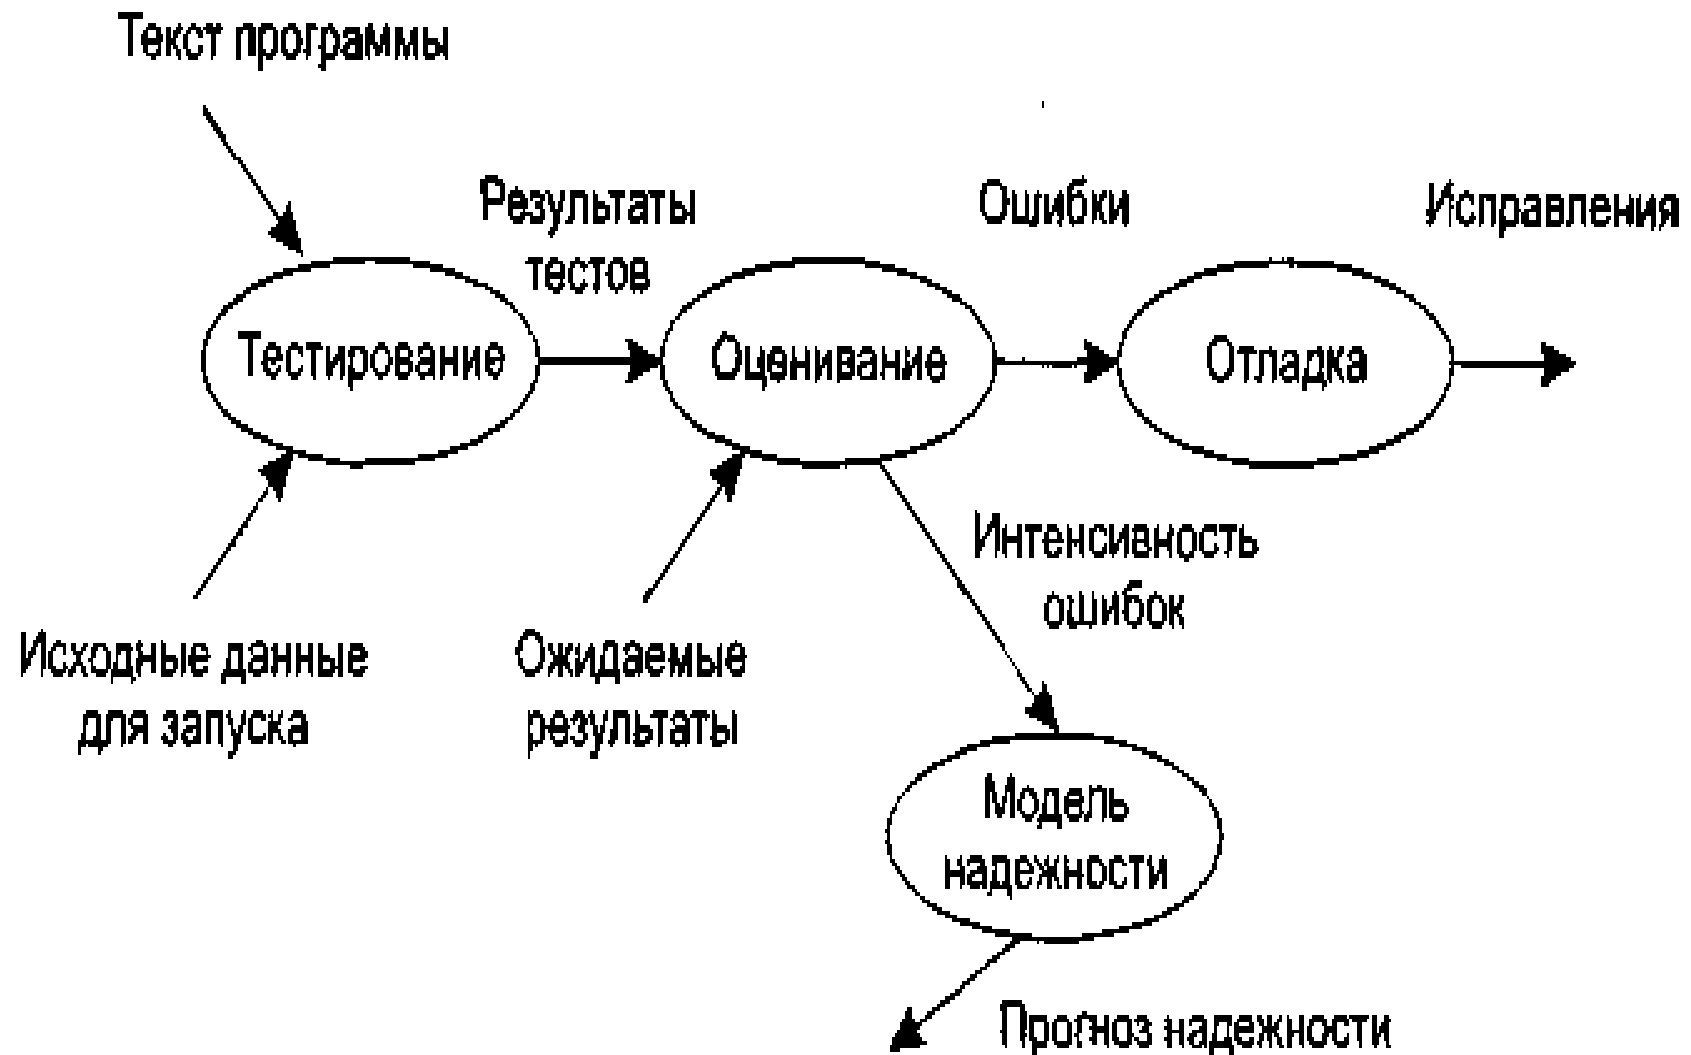 Текст программы
Результаты
тестов
Ошибки
Исправления
Тестирование
Оценивание
Отладка
Интенсивность
ошибок
Исходные данные
для запуска
Ожидаемые
результаты
Модель
надежности
Прогноз надежности